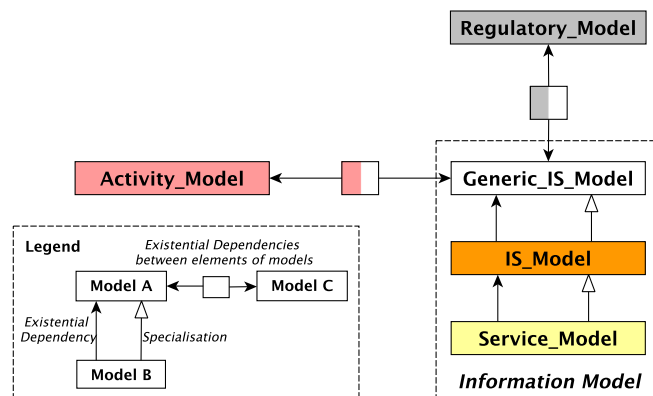 Regulatory_Model
Activity_Model
Generic_IS_Model
IS_Model
Service_Model
Information Model
Legend
Existential Dependencies
between elements of models
Model A
Model C
Existential
Dependency
Specialisation
Model B